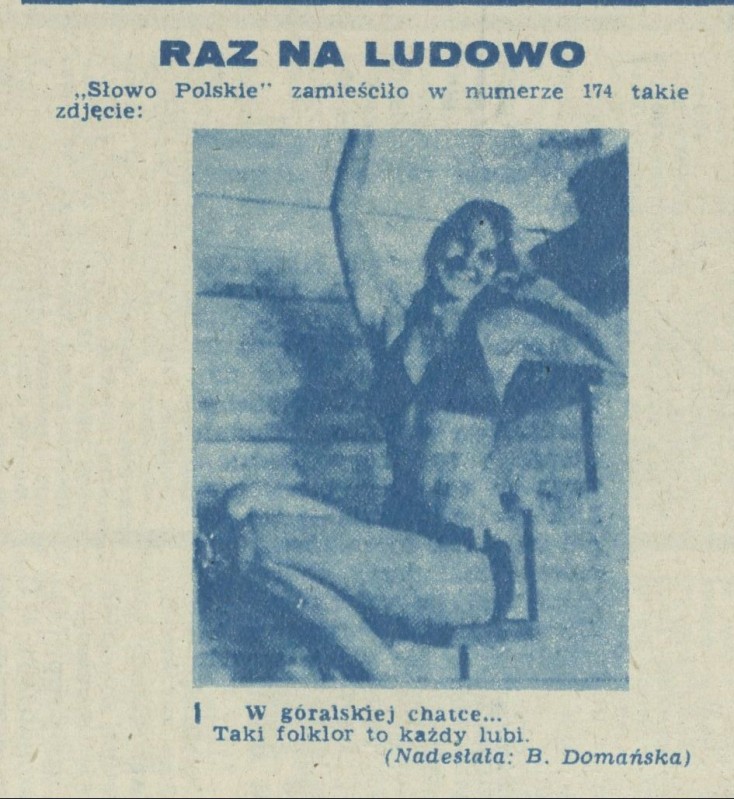 RAZ NA LUDOWO
„Słowo Polskie" zamieściło w numerze 174 takie
zdjęcie:
W góralskiej chatce...
Taki folklor to każdy lubi.
(Nadesłała: B. Domańska)